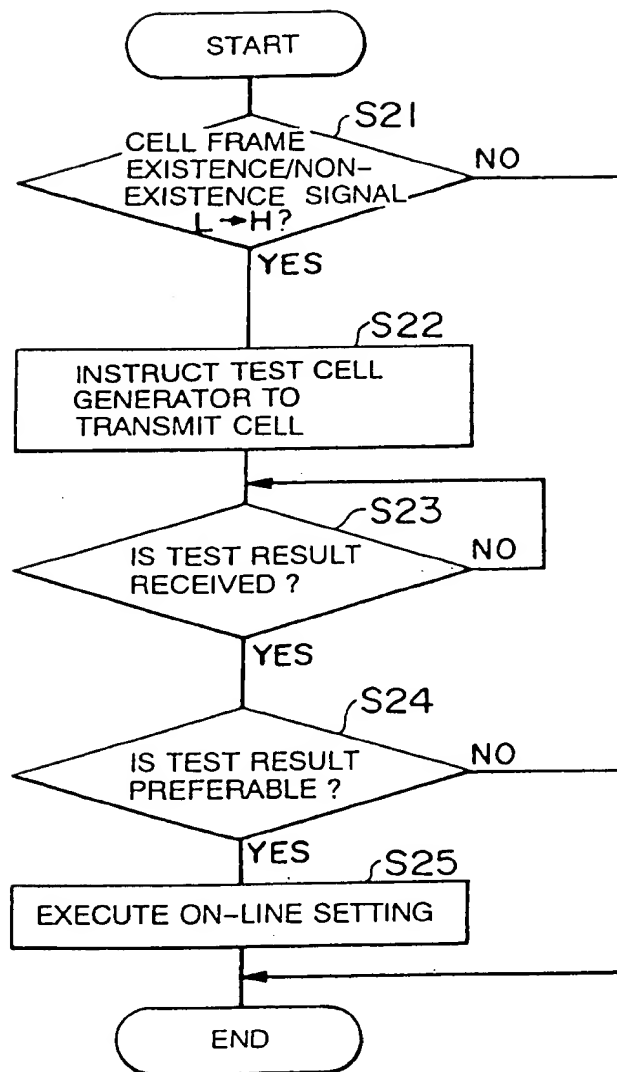 START
S21
CELL FRAME
EXISTENCE/NON-
EXISTENCE SIGNAL
L → H?
NO
YES
S22
INSTRUCT TEST CELL
GENERATOR TO
TRANSMIT CELL
S23
IS TEST RESULT
RECEIVED ?
NO
YES
S24
IS TEST RESULT
PREFERABLE ?
NO
YES
S25
EXECUTE ON-LINE SETTING
END